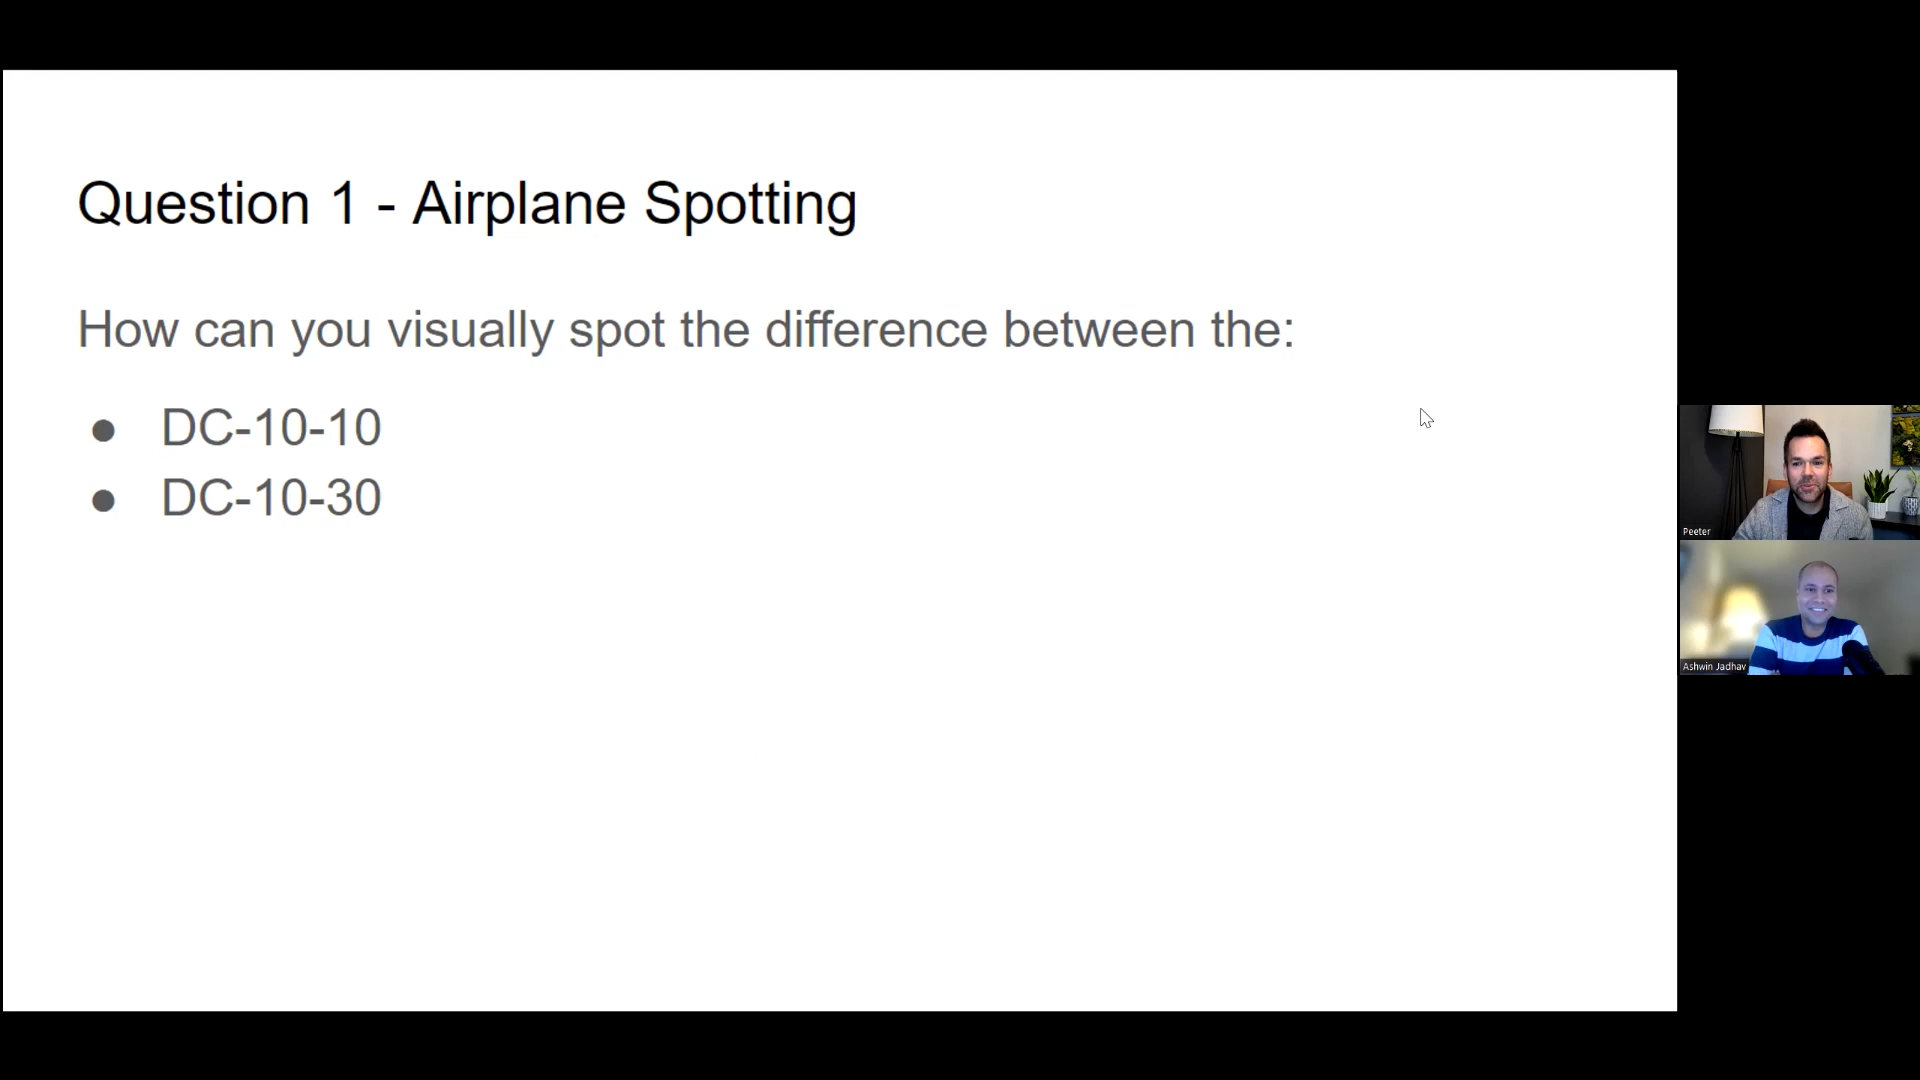 Question 1 - Airplane Spotting
How can you visually spot the difference between the:
● DC-10-10
● DC-10-30
Peeter
Ashwin Jadhav